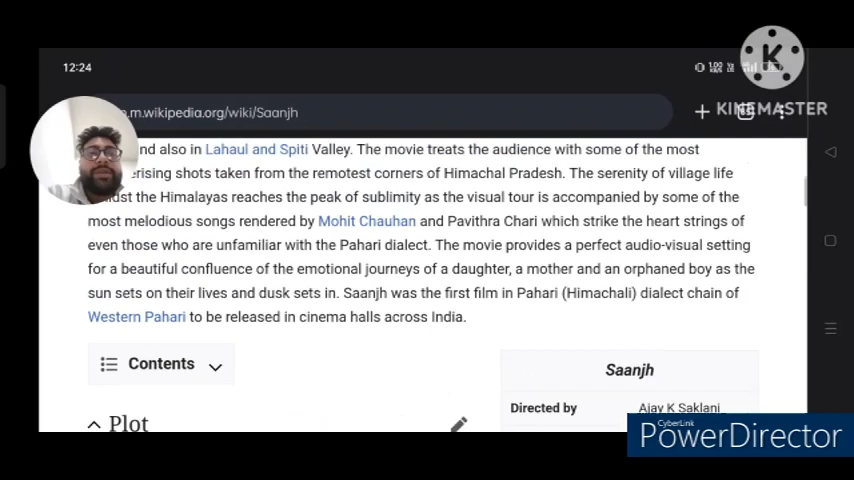 12:24
KINEMASTER
.m.wikipedia.org/wiki/Saanjh
nd also in Lahaul and Spiti Valley. The movie treats the audience with some of the most
erising shots taken from the remotest corners of Himachal Pradesh. The serenity of village life
the Himalayas reaches the peak of sublimity as the visual tour is accompanied by some of the
most melodious songs rendered by Mohit Chauhan and Pavithra Chari which strike the heart strings of
even those who are unfamiliar with the Pahari dialect. The movie provides a perfect audio-visual setting
for a beautiful confluence of the emotional journeys of a daughter, a mother and an orphaned boy as the
sun sets on their lives and dusk sets in. Saanjh was the first film in Pahari (Himachali) dialect chain of
Western Pahari to be released in cinema halls across India.
Contents
Saanjh
Directed by Ajay K Saklani
Plot
CyberLink
PowerDirector